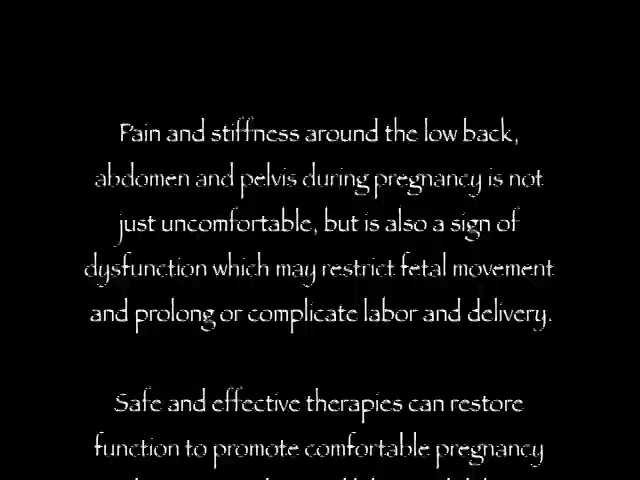 Pain and stiffness around the low back,
abdomen and pelvis during pregnancy is not
just uncomfortable, but is also a sign of
dysfunction which may restrict fetal movement
and prolong or complicate labor and delivery.
Safe and effective therapies can restore
function to promote comfortable pregnancy